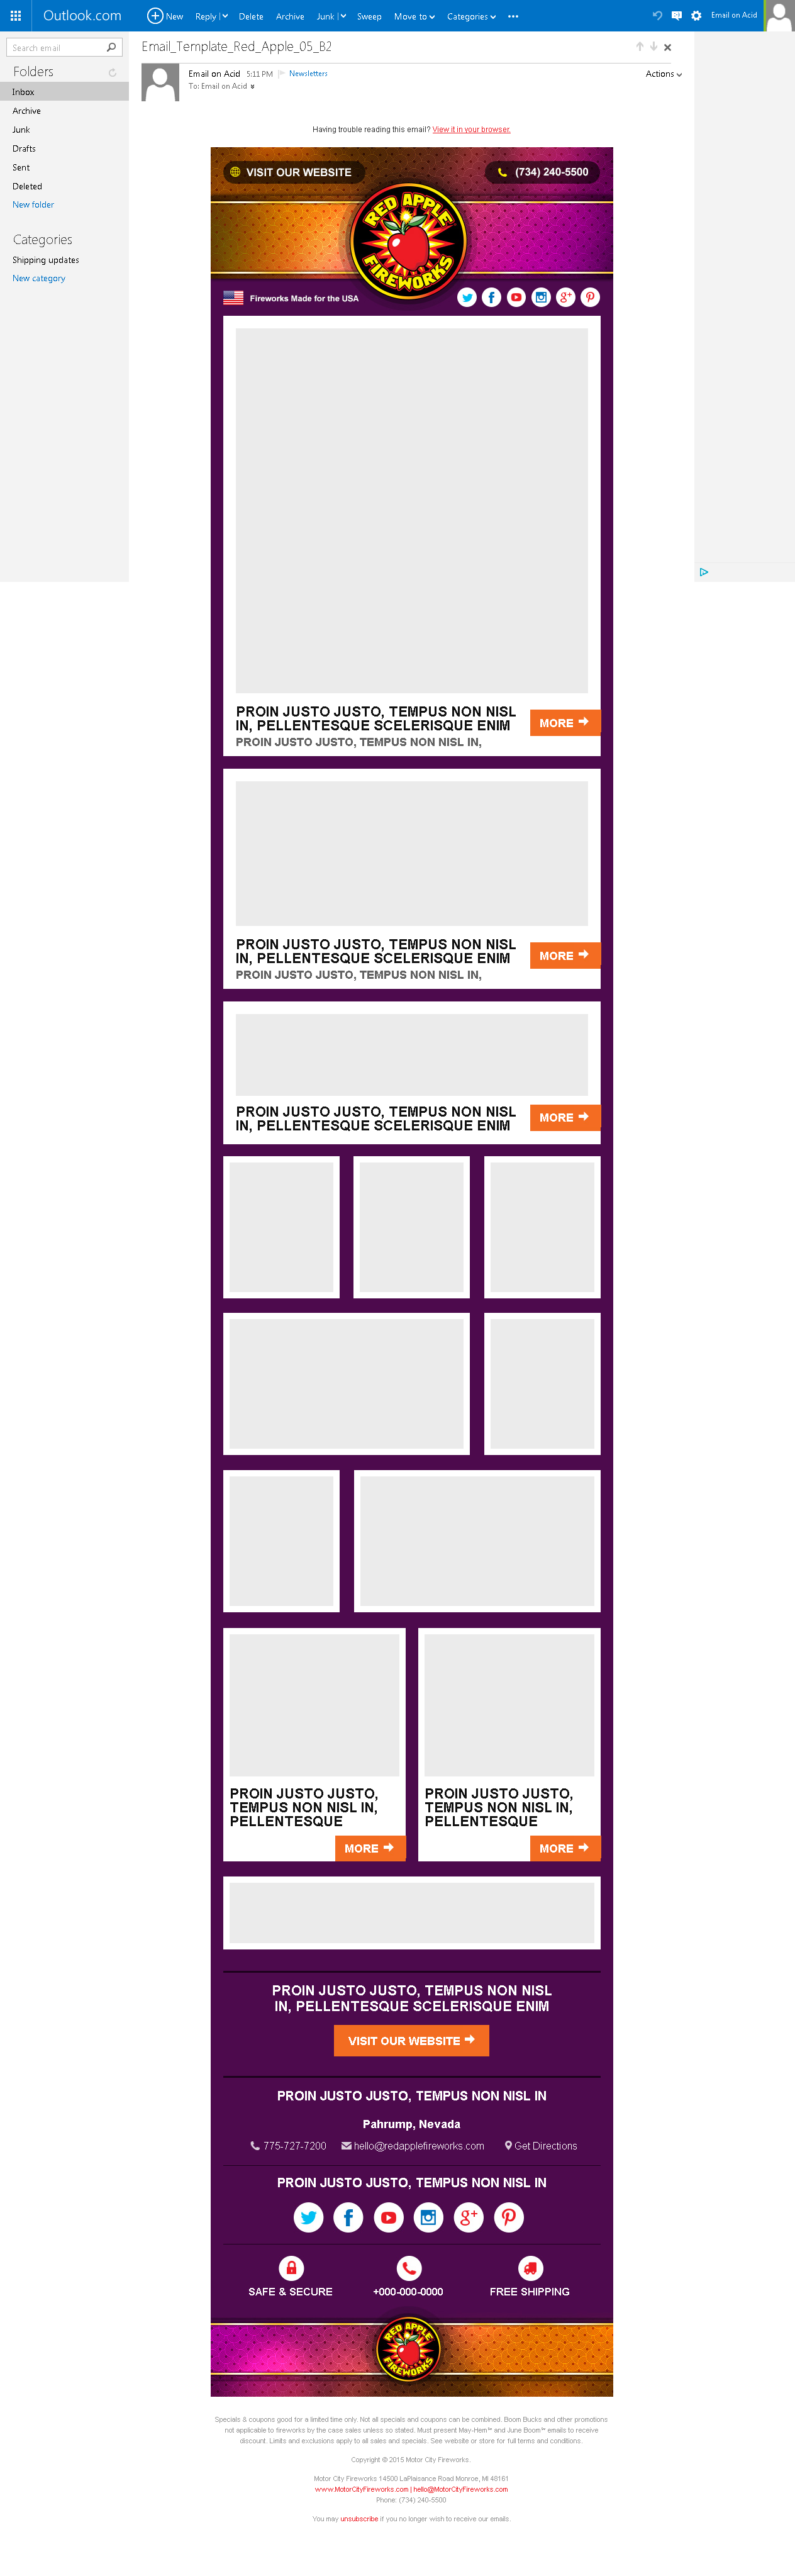 Outlook.com
New Reply Delete Archive Junk Sweep Move to Categories ••• Email on Acid
Search email
Folders
Inbox
Archive
Junk
Drafts
Sent
Deleted
New folder
Categories
Shipping updates
New category
Email_Template_Red_Apple_05_B2
Email on Acid 5:11 PM Newsletters
Actions
To: Email on Acid
Having trouble reading this email? View it in your browser.
VISIT OUR WEBSITE
(734) 240-5500
RED APPLE
FIREWORKS
Fireworks Made for the USA
PROIN JUSTO JUSTO, TEMPUS NON NISL
IN, PELLENTESQUE SCELERISQUE ENIM
PROIN JUSTO JUSTO, TEMPUS NON NISL IN,
MORE
PROIN JUSTO JUSTO, TEMPUS NON NISL
IN, PELLENTESQUE SCELERISQUE ENIM
PROIN JUSTO JUSTO, TEMPUS NON NISL IN,
MORE
PROIN JUSTO JUSTO, TEMPUS NON NISL
IN, PELLENTESQUE SCELERISQUE ENIM
MORE
PROIN JUSTO JUSTO,
TEMPUS NON NISL IN,
PELLENTESQUE
MORE
PROIN JUSTO JUSTO,
TEMPUS NON NISL IN,
PELLENTESQUE
MORE
PROIN JUSTO JUSTO, TEMPUS NON NISL
IN, PELLENTESQUE SCELERISQUE ENIM
VISIT OUR WEBSITE
PROIN JUSTO JUSTO, TEMPUS NON NISL IN
Pahrump, Nevada
775-727-7200 hello@redapplefireworks.com Get Directions
PROIN JUSTO JUSTO, TEMPUS NON NISL IN
SAFE & SECURE +000-000-0000 FREE SHIPPING
RED APPLE
FIREWORKS
Specials & coupons good for a limited time only. Not all specials and coupons can be combined. Boom Bucks and other promotions
not applicable to fireworks by the case sales unless so stated. Must present May-Hem™ and June Boom™ emails to receive
discount. Limits and exclusions apply to all sales and specials. See website or store for full terms and conditions.
Copyright © 2015 Motor City Fireworks.
Motor City Fireworks 14500 LaPlaisance Road Monroe, MI 48161
www.MotorCityFireworks.com | hello@MotorCityFireworks.com
Phone: (734) 240-5500
You may unsubscribe if you no longer wish to receive our emails.